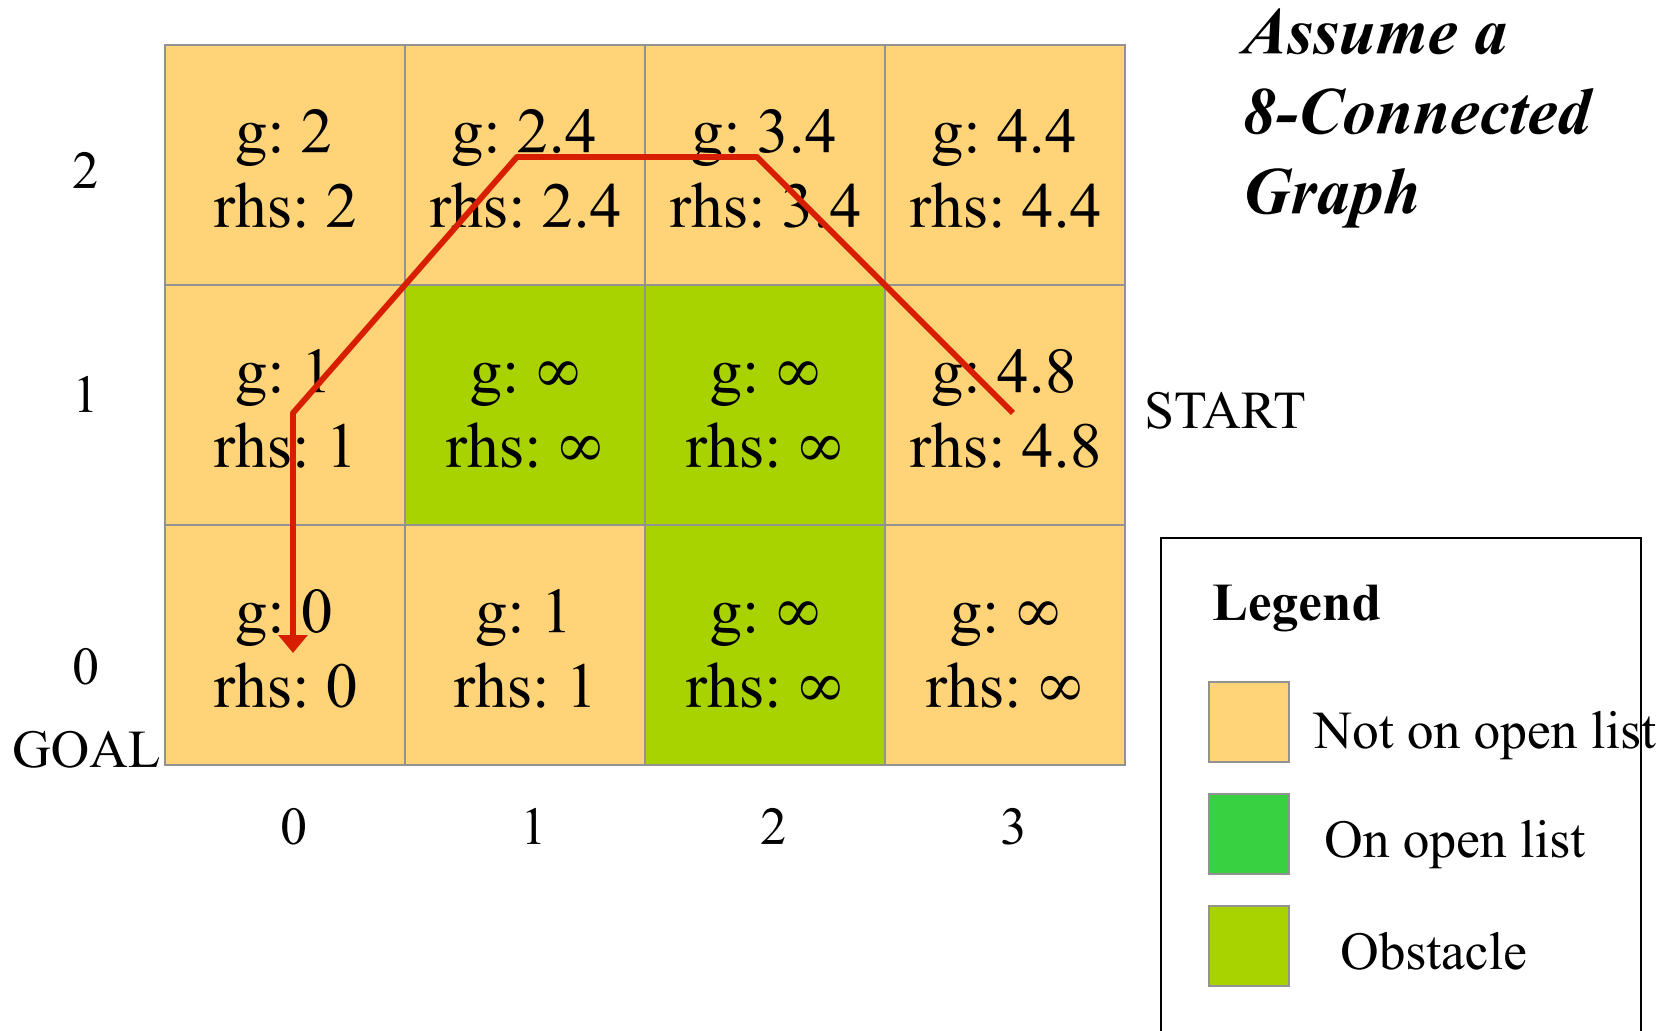 Assume a
8-Connected
Graph
2
g: 2
rhs: 2
g: 2.4
rhs: 2.4
g: 3.4
rhs: 3.4
g: 4.4
rhs: 4.4
1
g: 1
rhs: 1
g: ∞
rhs: ∞
g: ∞
rhs: ∞
g: 4.8
rhs: 4.8
START
0
g: 0
rhs: 0
g: 1
rhs: 1
g: ∞
rhs: ∞
g: ∞
rhs: ∞
GOAL
0 1 2 3
Legend
Not on open list
On open list
Obstacle